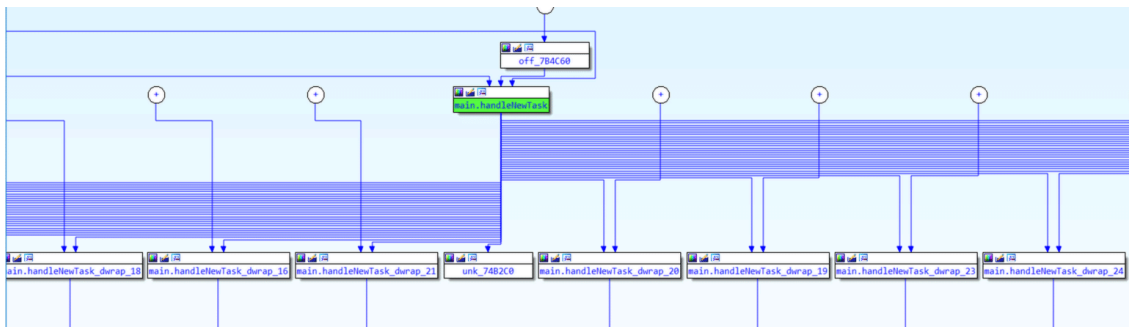 off_7B4C60
main.handleNewTask
+
+
+
+
+
ain.handleNewTask_dwrap_18
main.handleNewTask_dwrap_16
main.handleNewTask_dwrap_21
unk_74B2C0
main.handleNewTask_dwrap_20
main.handleNewTask_dwrap_19
main.handleNewTask_dwrap_23
main.handleNewTask_dwrap_24